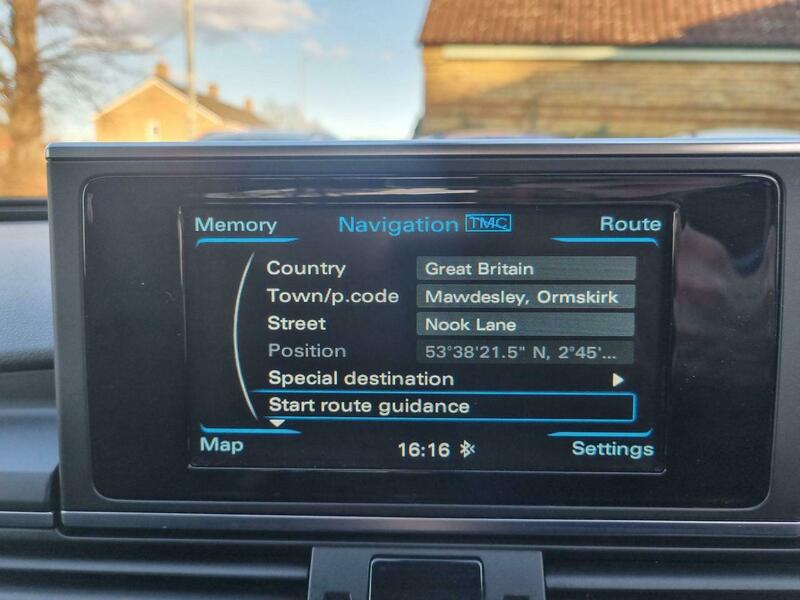 Memory Navigation TMC Route
Country Great Britain
Town/p.code Mawdesley, Ormskirk
Street Nook Lane
Position 53°38'21.5" N, 2°45'...
Special destination
Start route guidance
Map 16:16 Settings